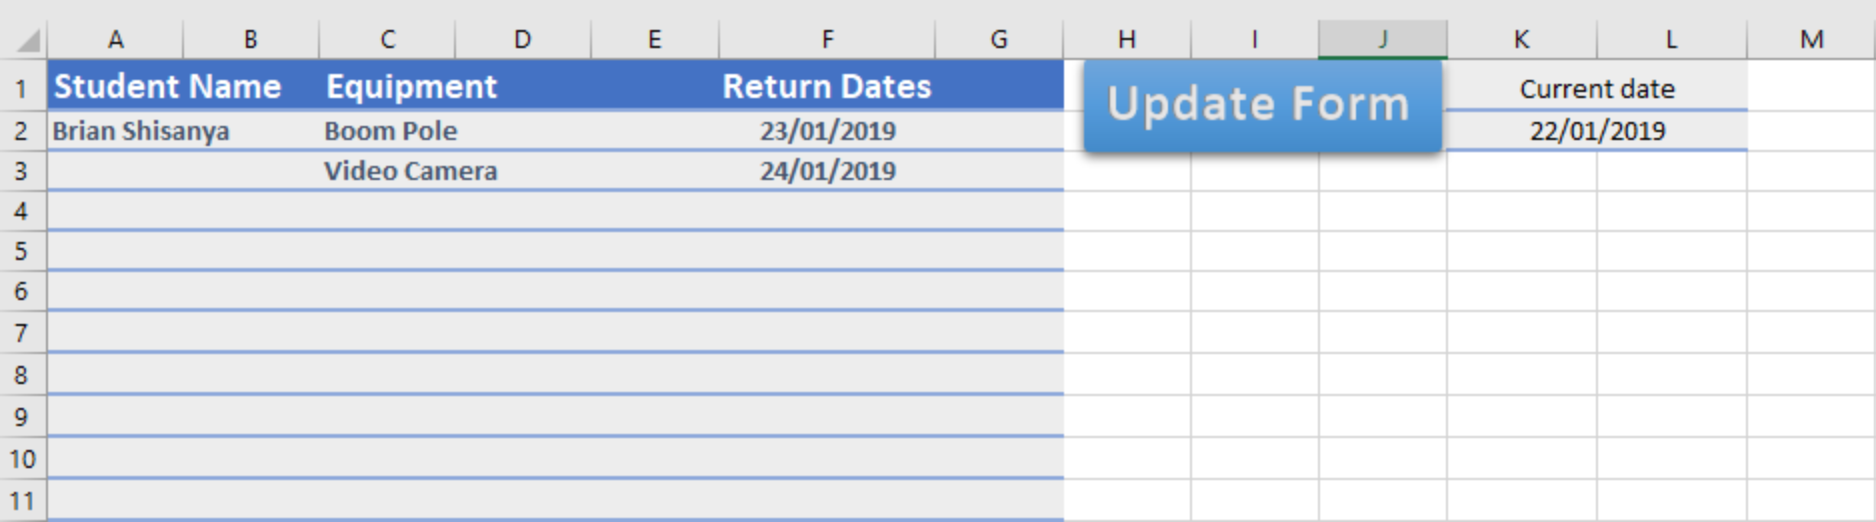 A B C D E F G H I J K L M
1 Student Name Equipment Return Dates Update Form Current date
2 Brian Shisanya Boom Pole 23/01/2019 22/01/2019
3 Video Camera 24/01/2019
4
5
6
7
8
9
10
11